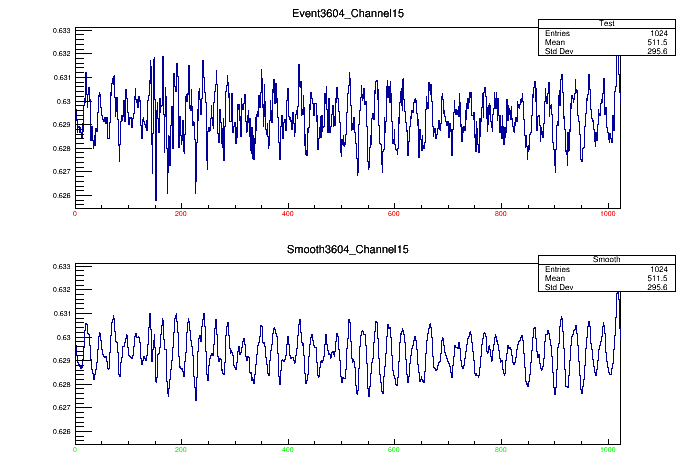 Event3604_Channel15
Test
Entries 1024
Mean 511.5
Std Dev 295.6
0.633
0.632
0.631
0.63
0.629
0.628
0.627
0.626
0 200 400 600 800 1000
Smooth3604_Channel15
Smooth
Entries 1024
Mean 511.5
Std Dev 295.6
0.633
0.632
0.631
0.63
0.629
0.628
0.627
0.626
0 200 400 600 800 1000